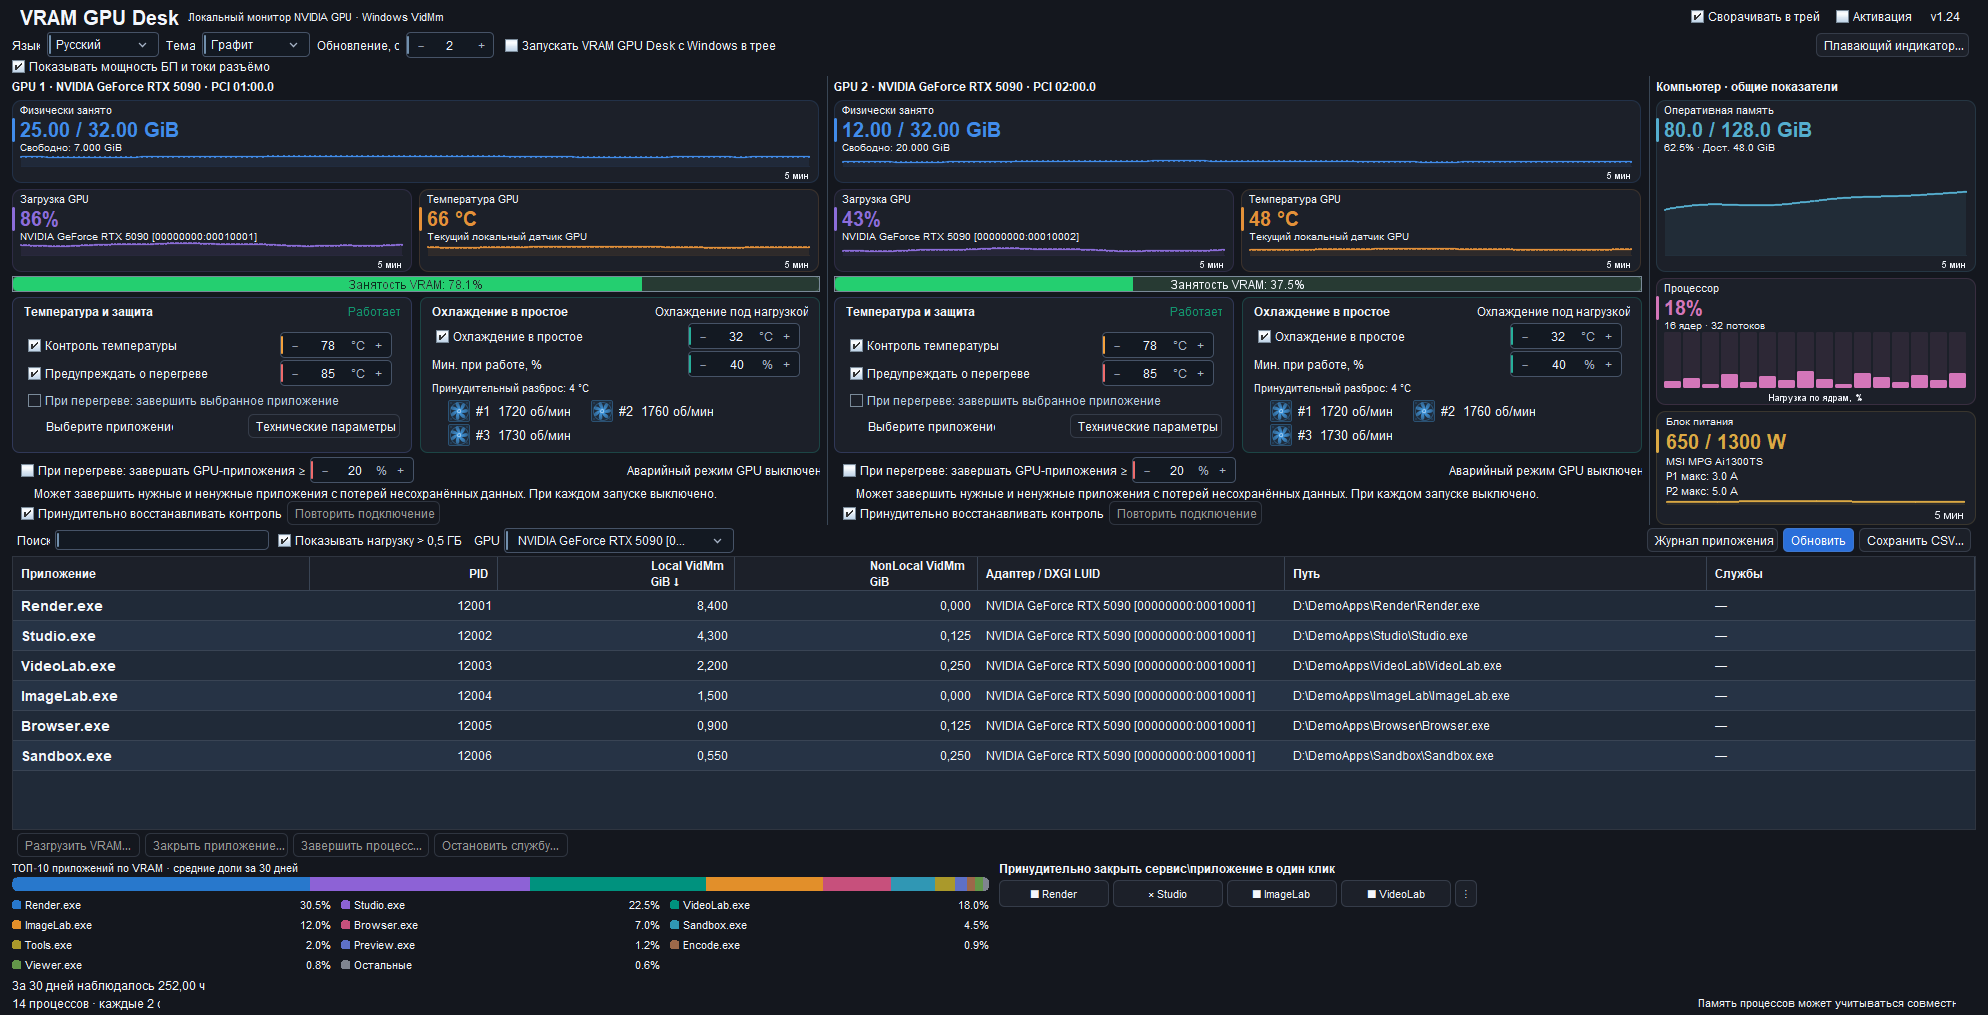 VRAM GPU Desk Локальный монитор NVIDIA GPU · Windows VidMm
Сворачивать в трей Активация v1.24
Язык Русский Тема Графит Обновление, с − 2 + Запускать VRAM GPU Desk с Windows в трее
Плавающий индикатор...
Показывать мощность БП и токи разъёмо
GPU 1 · NVIDIA GeForce RTX 5090 · PCI 01:00.0
Физически занято
25.00 / 32.00 GiB
Свободно: 7.000 GiB
5 мин
Загрузка GPU
86%
NVIDIA GeForce RTX 5090 [00000000:00010001]
5 мин
Температура GPU
66 °C
Текущий локальный датчик GPU
5 мин
Занятость VRAM: 78.1%
Температура и защита Работает
Контроль температуры − 78 °C +
Предупреждать о перегреве − 85 °C +
При перегреве: завершить выбранное приложение
Выберите приложени Технические параметры
Охлаждение в простое Охлаждение под нагрузкой
Охлаждение в простое − 32 °C +
Мин. при работе, % − 40 % +
Принудительный разброс: 4 °C
#1 1720 об/мин #2 1760 об/мин
#3 1730 об/мин
При перегреве: завершать GPU-приложения ≥ − 20 % + Аварийный режим GPU выключен
Может завершить нужные и ненужные приложения с потерей несохранённых данных. При каждом запуске выключено.
Принудительно восстанавливать контроль Повторить подключение
GPU 2 · NVIDIA GeForce RTX 5090 · PCI 02:00.0
Физически занято
12.00 / 32.00 GiB
Свободно: 20.000 GiB
5 мин
Загрузка GPU
43%
NVIDIA GeForce RTX 5090 [00000000:00010002]
5 мин
Температура GPU
48 °C
Текущий локальный датчик GPU
5 мин
Занятость VRAM: 37.5%
Температура и защита Работает
Контроль температуры − 78 °C +
Предупреждать о перегреве − 85 °C +
При перегреве: завершить выбранное приложение
Выберите приложени Технические параметры
Охлаждение в простое Охлаждение под нагрузкой
Охлаждение в простое − 32 °C +
Мин. при работе, % − 40 % +
Принудительный разброс: 4 °C
#1 1720 об/мин #2 1760 об/мин
#3 1730 об/мин
При перегреве: завершать GPU-приложения ≥ − 20 % + Аварийный режим GPU выключен
Может завершить нужные и ненужные приложения с потерей несохранённых данных. При каждом запуске выключено.
Принудительно восстанавливать контроль Повторить подключение
Компьютер · общие показатели
Оперативная память
80.0 / 128.0 GiB
62.5% · Дост. 48.0 GiB
5 мин
Процессор
18%
16 ядер · 32 потоков
Нагрузка по ядрам, %
Блок питания
650 / 1300 W
MSI MPG Ai1300TS
P1 макс: 3.0 A
P2 макс: 5.0 A
5 мин
Поиск Показывать нагрузку > 0,5 ГБ GPU NVIDIA GeForce RTX 5090 [0...
Журнал приложения Обновить Сохранить CSV...
Приложение PID Local VidMm GiB ↓ NonLocal VidMm GiB Адаптер / DXGI LUID Путь Службы
Render.exe 12001 8,400 0,000 NVIDIA GeForce RTX 5090 [00000000:00010001] D:\DemoApps\Render\Render.exe —
Studio.exe 12002 4,300 0,125 NVIDIA GeForce RTX 5090 [00000000:00010001] D:\DemoApps\Studio\Studio.exe —
VideoLab.exe 12003 2,200 0,250 NVIDIA GeForce RTX 5090 [00000000:00010001] D:\DemoApps\VideoLab\VideoLab.exe —
ImageLab.exe 12004 1,500 0,000 NVIDIA GeForce RTX 5090 [00000000:00010001] D:\DemoApps\ImageLab\ImageLab.exe —
Browser.exe 12005 0,900 0,125 NVIDIA GeForce RTX 5090 [00000000:00010001] D:\DemoApps\Browser\Browser.exe —
Sandbox.exe 12006 0,550 0,250 NVIDIA GeForce RTX 5090 [00000000:00010001] D:\DemoApps\Sandbox\Sandbox.exe —
Разгрузить VRAM... Закрыть приложение... Завершить процесс... Остановить службу...
ТОП-10 приложений по VRAM · средние доли за 30 дней
Render.exe 30.5% Studio.exe 22.5% VideoLab.exe 18.0%
ImageLab.exe 12.0% Browser.exe 7.0% Sandbox.exe 4.5%
Tools.exe 2.0% Preview.exe 1.2% Encode.exe 0.9%
Viewer.exe 0.8% Остальные 0.6%
Принудительно закрыть сервис\приложение в один клик
Render × Studio ImageLab VideoLab ⋮
За 30 дней наблюдалось 252,00 ч
14 процессов · каждые 2 с
Память процессов может учитываться совместн